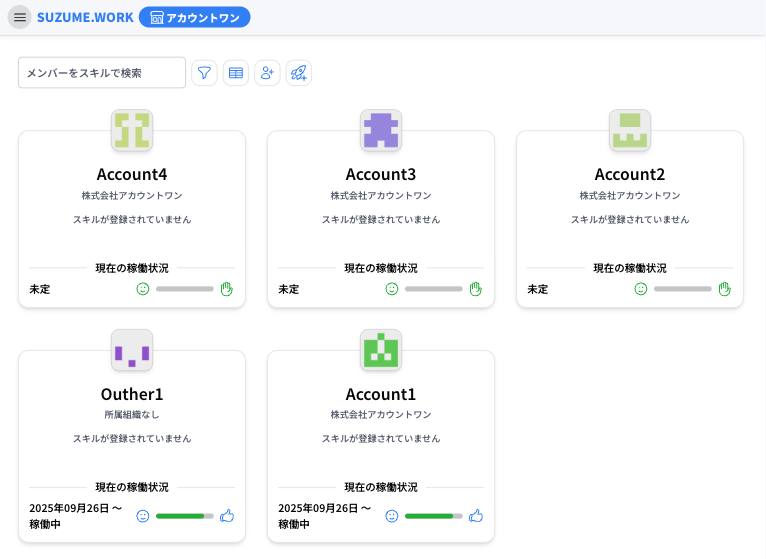 SUZUME.WORK アカウントワン
メンバーをスキルで検索
Account4
株式会社アカウントワン
スキルが登録されていません
現在の稼働状況
未定
Account3
株式会社アカウントワン
スキルが登録されていません
現在の稼働状況
未定
Account2
株式会社アカウントワン
スキルが登録されていません
現在の稼働状況
未定
Outher1
所属組織なし
スキルが登録されていません
現在の稼働状況
2025年09月26日 〜
稼働中
Account1
株式会社アカウントワン
スキルが登録されていません
現在の稼働状況
2025年09月26日 〜
稼働中